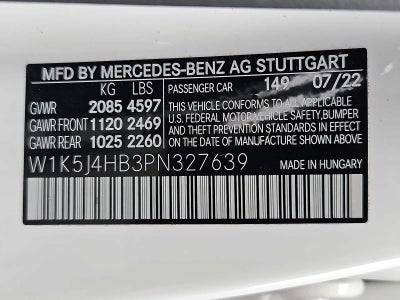 MFD BY MERCEDES-BENZ AG STUTTGART
KG LBS PASSENGER CAR 149 07/22
GVWR 2085 4597
GAWR FRONT 1120 2469
GAWR REAR 1025 2260
THIS VEHICLE CONFORMS TO ALL
APPLICABLE U.S. FEDERAL
MOTOR VEHICLE SAFETY, BUMPER
AND THEFT PREVENTION
STANDARDS IN EFFECT ON THE
DATE OF MANUFACTURE
SHOWN ABOVE.
W1K5J4HB3PN327639 MADE IN HUNGARY